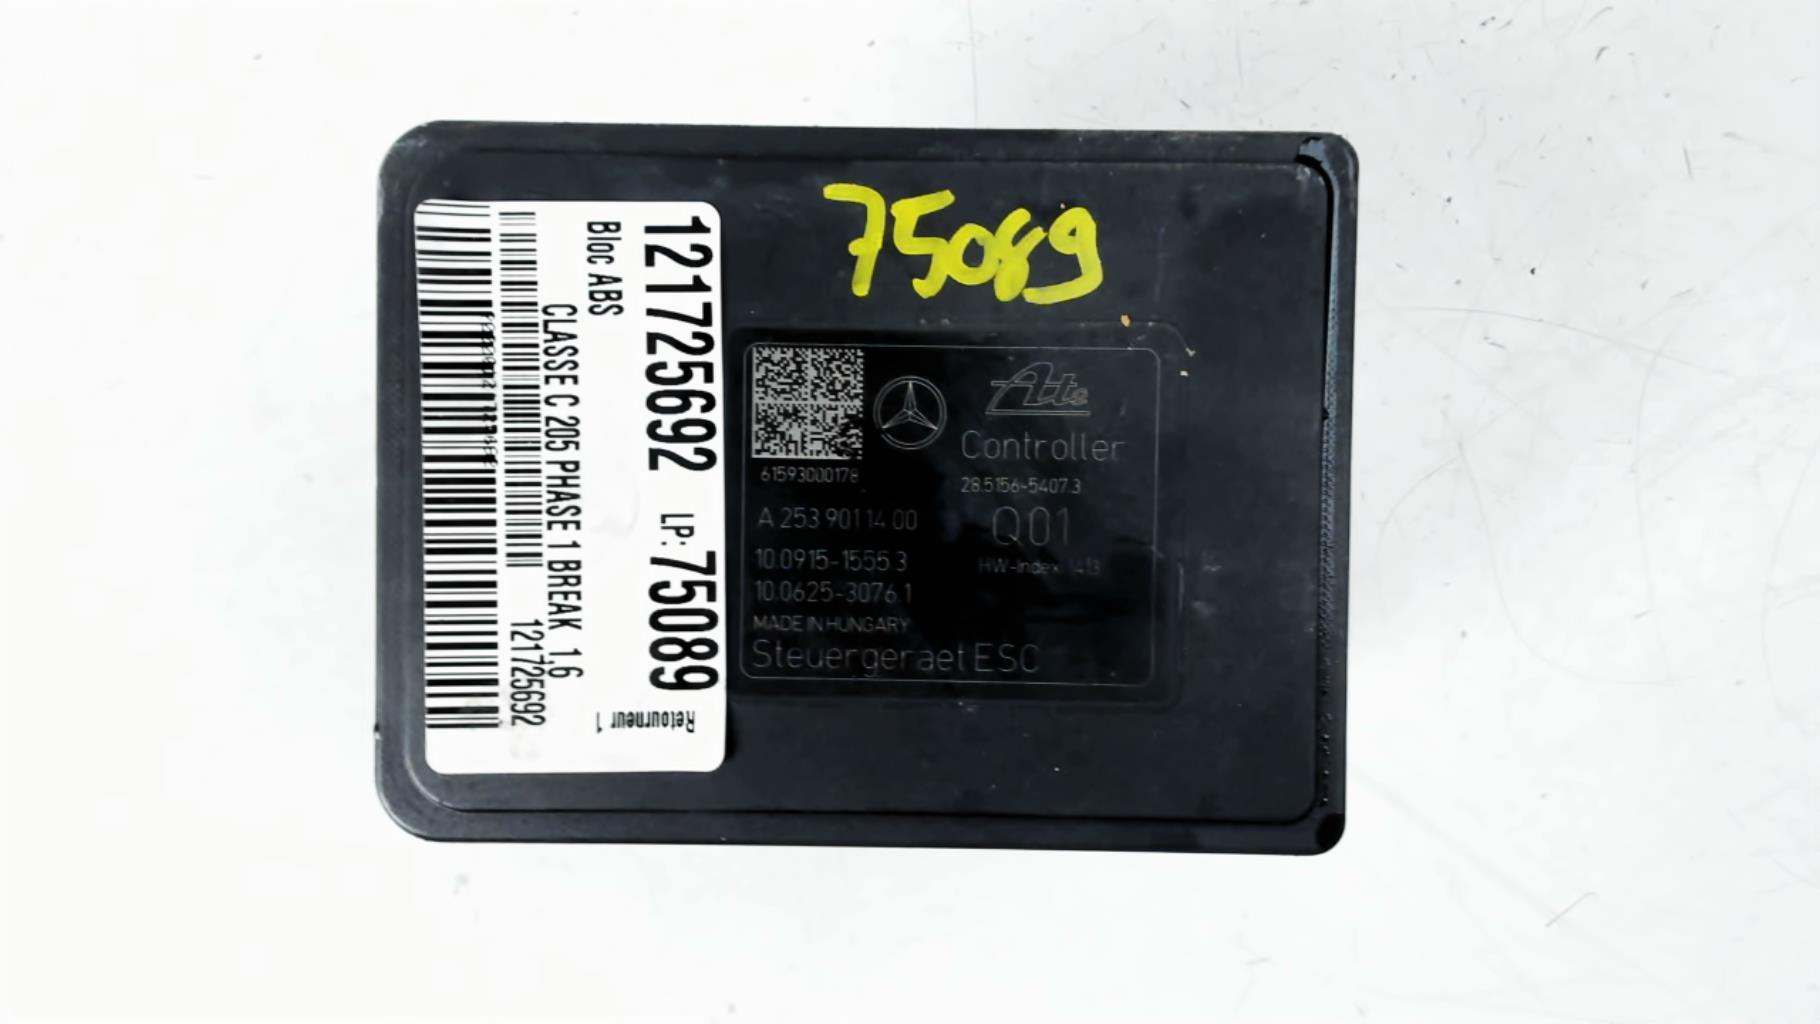 75089
121725692 LP: 75089
Bloc ABS
Retourneur 1
CLASSE C 205 PHASE 1 BREAK 1,6
121725692
Ate
Controller
61593000178
28.5156-5407.3
A 253 901 14 00
Q01
10.0915-1555.3
HW-Index 1413
10.0625-3076.1
MADE IN HUNGARY
Steuergeraet ESC